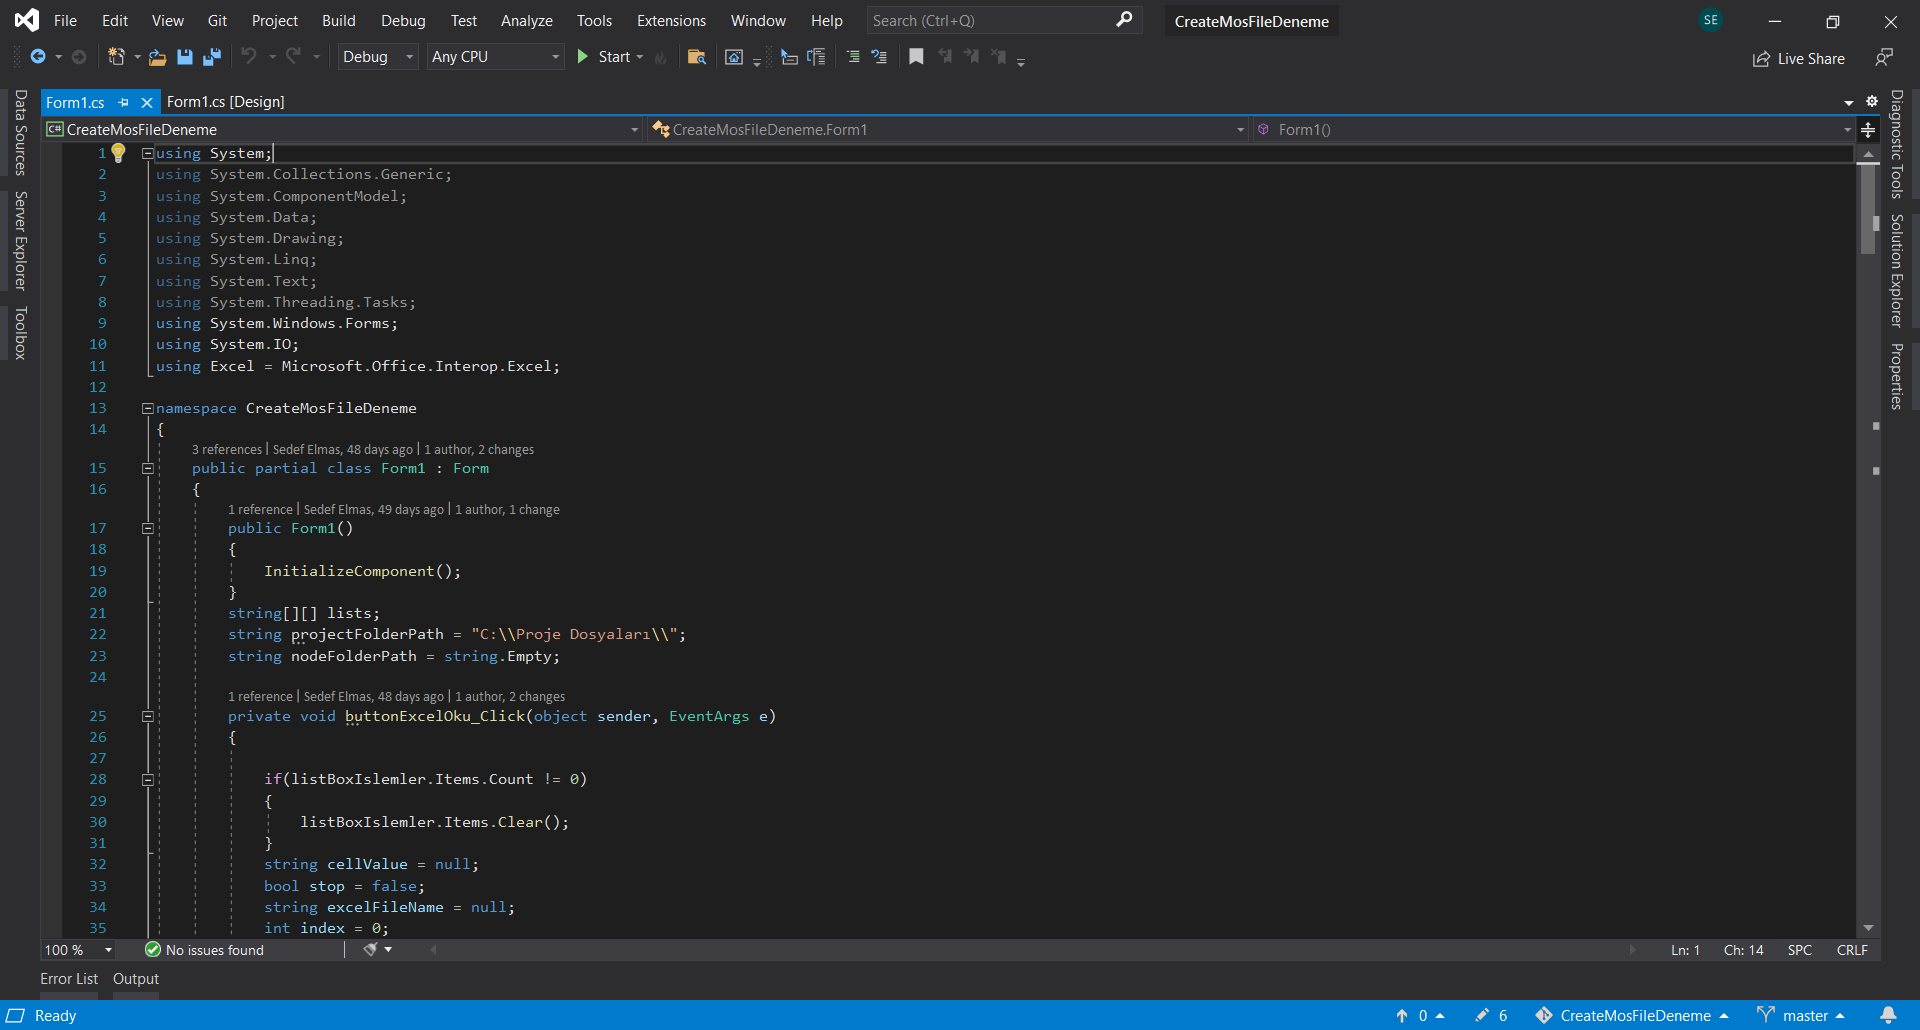 File Edit View Git Project Build Debug Test Analyze Tools Extensions Window Help Search (Ctrl+Q) CreateMosFileDeneme SE
Debug Any CPU Start Live Share
Form1.cs Form1.cs [Design]
C# CreateMosFileDeneme CreateMosFileDeneme.Form1 Form1()
Data Sources
Server Explorer
Toolbox
1 using System;
2 using System.Collections.Generic;
3 using System.ComponentModel;
4 using System.Data;
5 using System.Drawing;
6 using System.Linq;
7 using System.Text;
8 using System.Threading.Tasks;
9 using System.Windows.Forms;
10 using System.IO;
11 using Excel = Microsoft.Office.Interop.Excel;
12
13 namespace CreateMosFileDeneme
14 {
3 references | Sedef Elmas, 48 days ago | 1 author, 2 changes
15 public partial class Form1 : Form
16 {
1 reference | Sedef Elmas, 49 days ago | 1 author, 1 change
17 public Form1()
18 {
19 InitializeComponent();
20 }
21 string[][] lists;
22 string projectFolderPath = "C:\\Proje Dosyaları\\";
23 string nodeFolderPath = string.Empty;
24
1 reference | Sedef Elmas, 48 days ago | 1 author, 2 changes
25 private void buttonExcelOku_Click(object sender, EventArgs e)
26 {
27
28 if(listBoxIslemler.Items.Count != 0)
29 {
30 listBoxIslemler.Items.Clear();
31 }
32 string cellValue = null;
33 bool stop = false;
34 string excelFileName = null;
35 int index = 0;
Diagnostic Tools
Solution Explorer
Properties
100 % No issues found Ln: 1 Ch: 14 SPC CRLF
Error List Output
Ready 0 6 CreateMosFileDeneme master